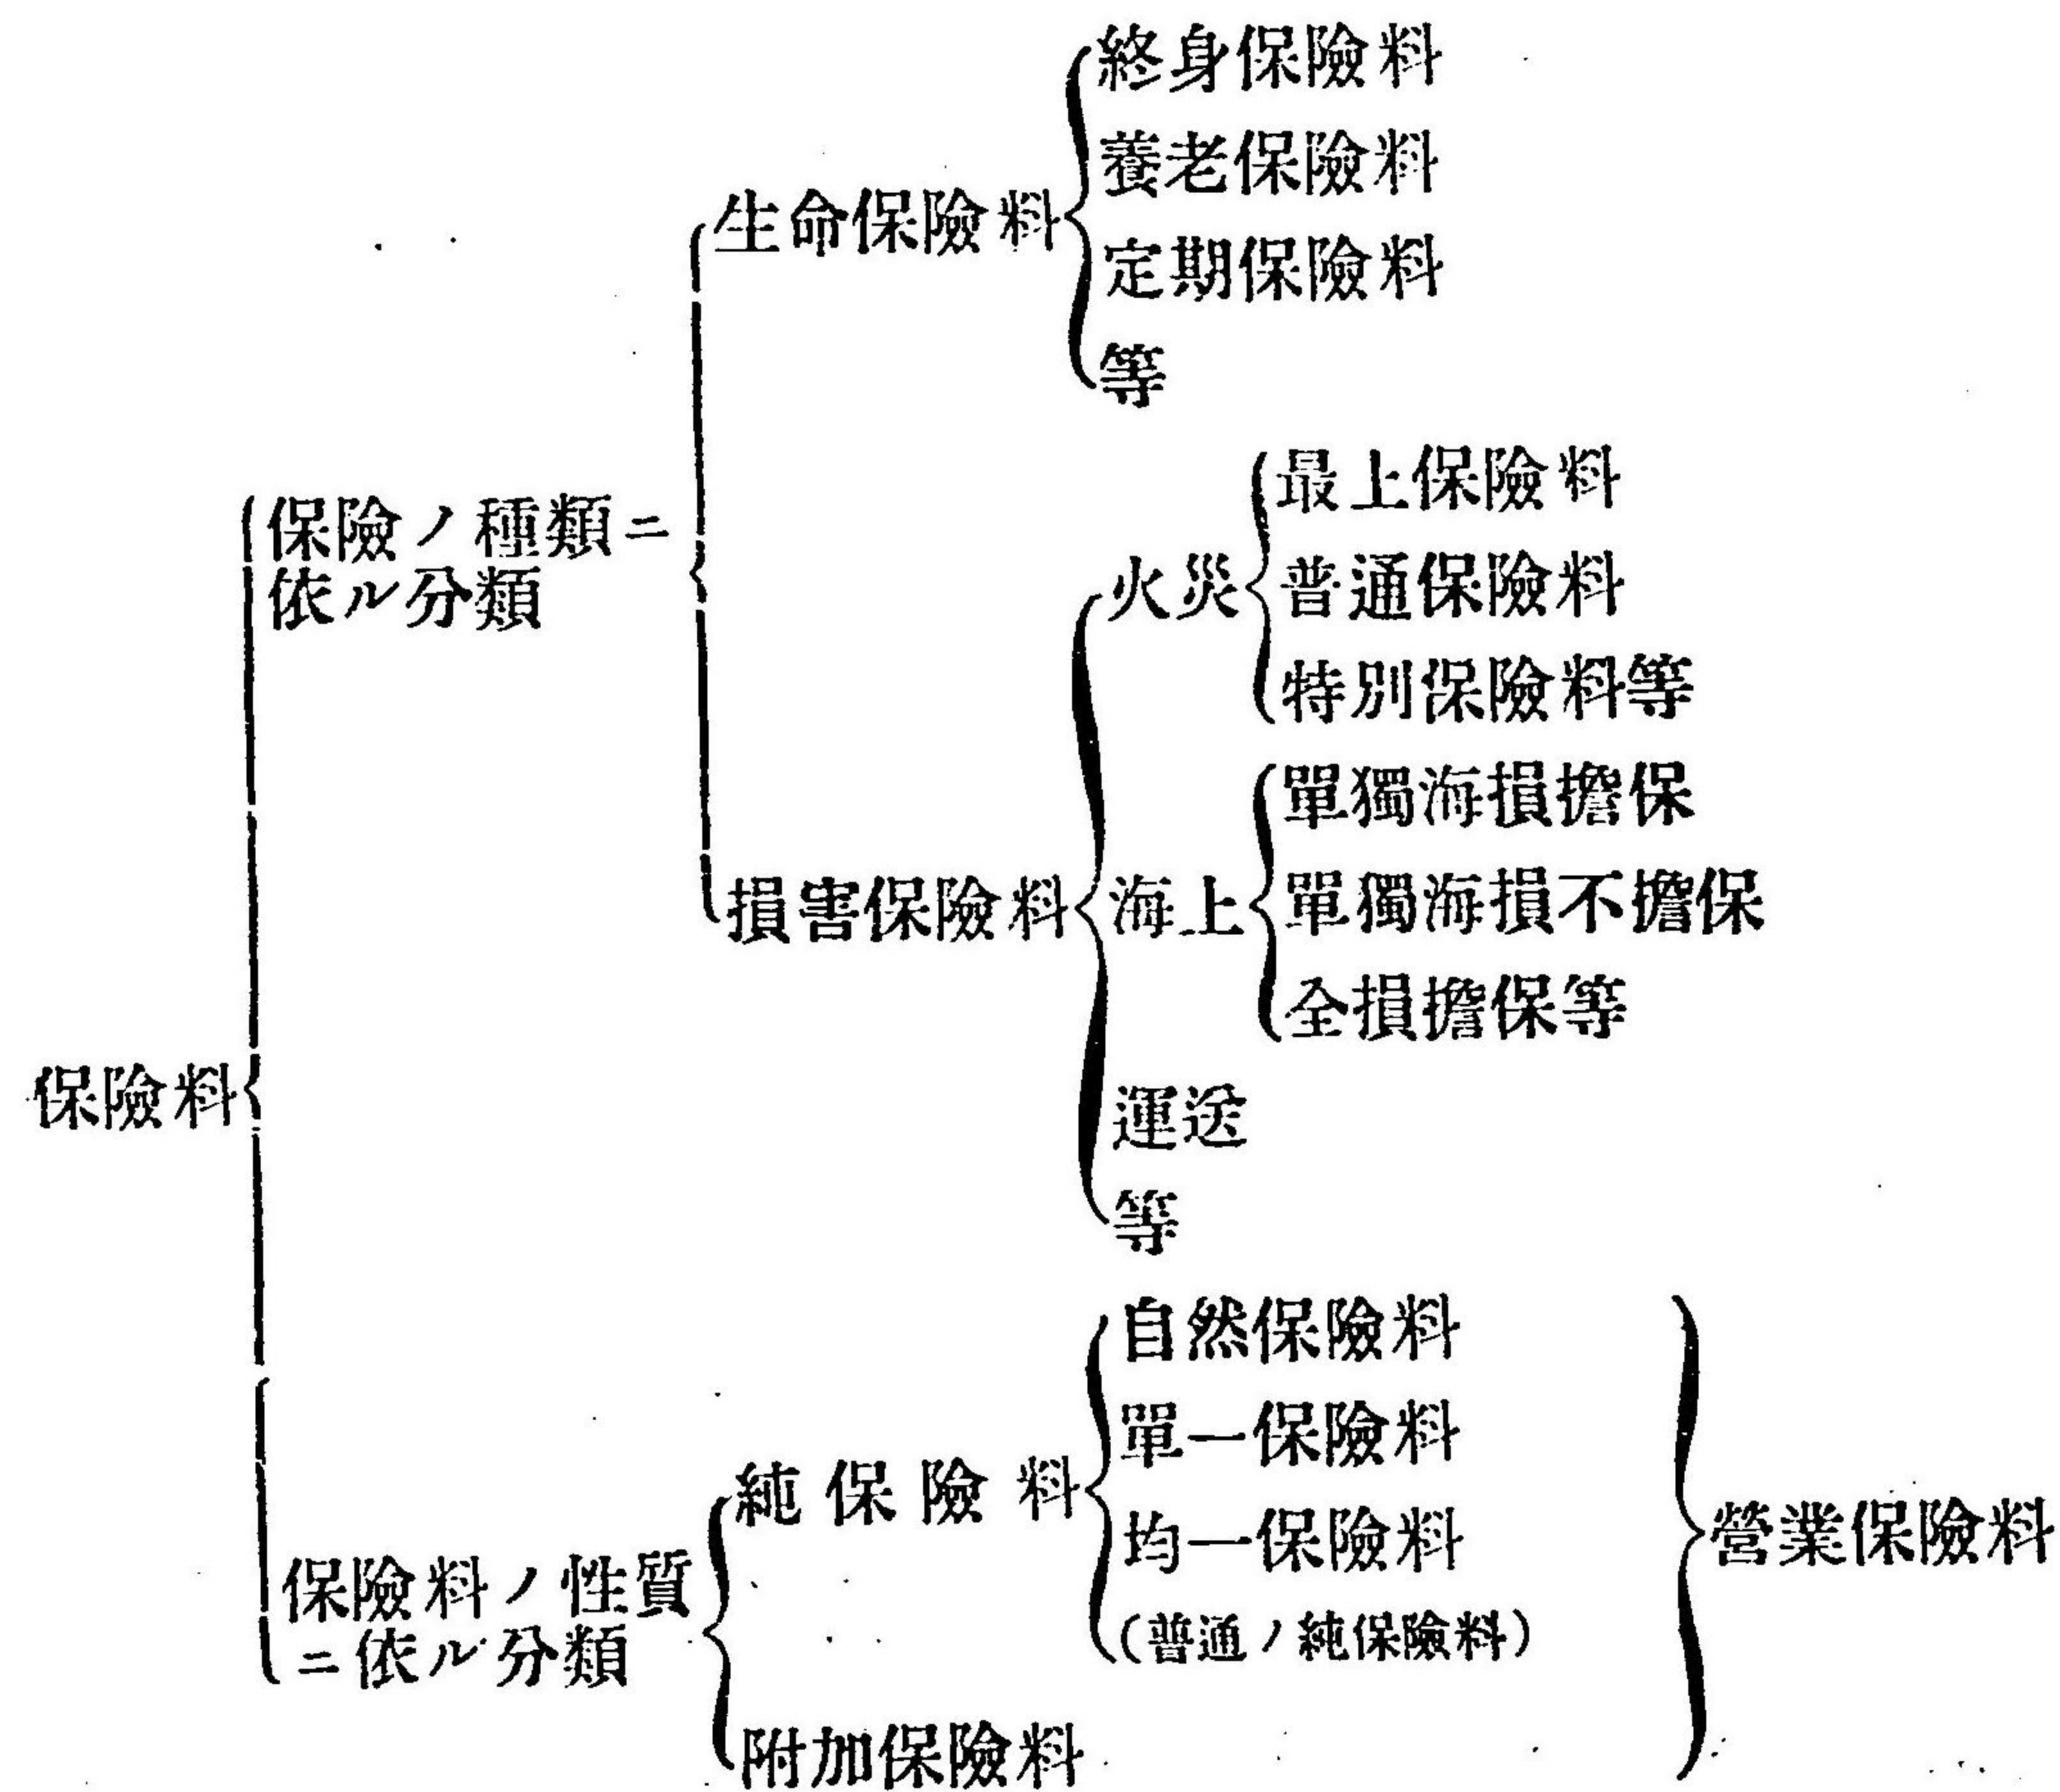 保險料
保險ノ種類ニ
依ル分類
生命保險料
終身保險料
養老保險料
定期保險料
等
損害保險料
火災
最上保險料
普通保險料
特別保險料等
海上
單獨海損擔保
單獨海損不擔保
全損擔保等
運送
等
保險料ノ性質
ニ依ル分類
純保險料
自然保險料
單一保險料
均一保險料
(普通ノ純保險料)
附加保險料
營業保險料